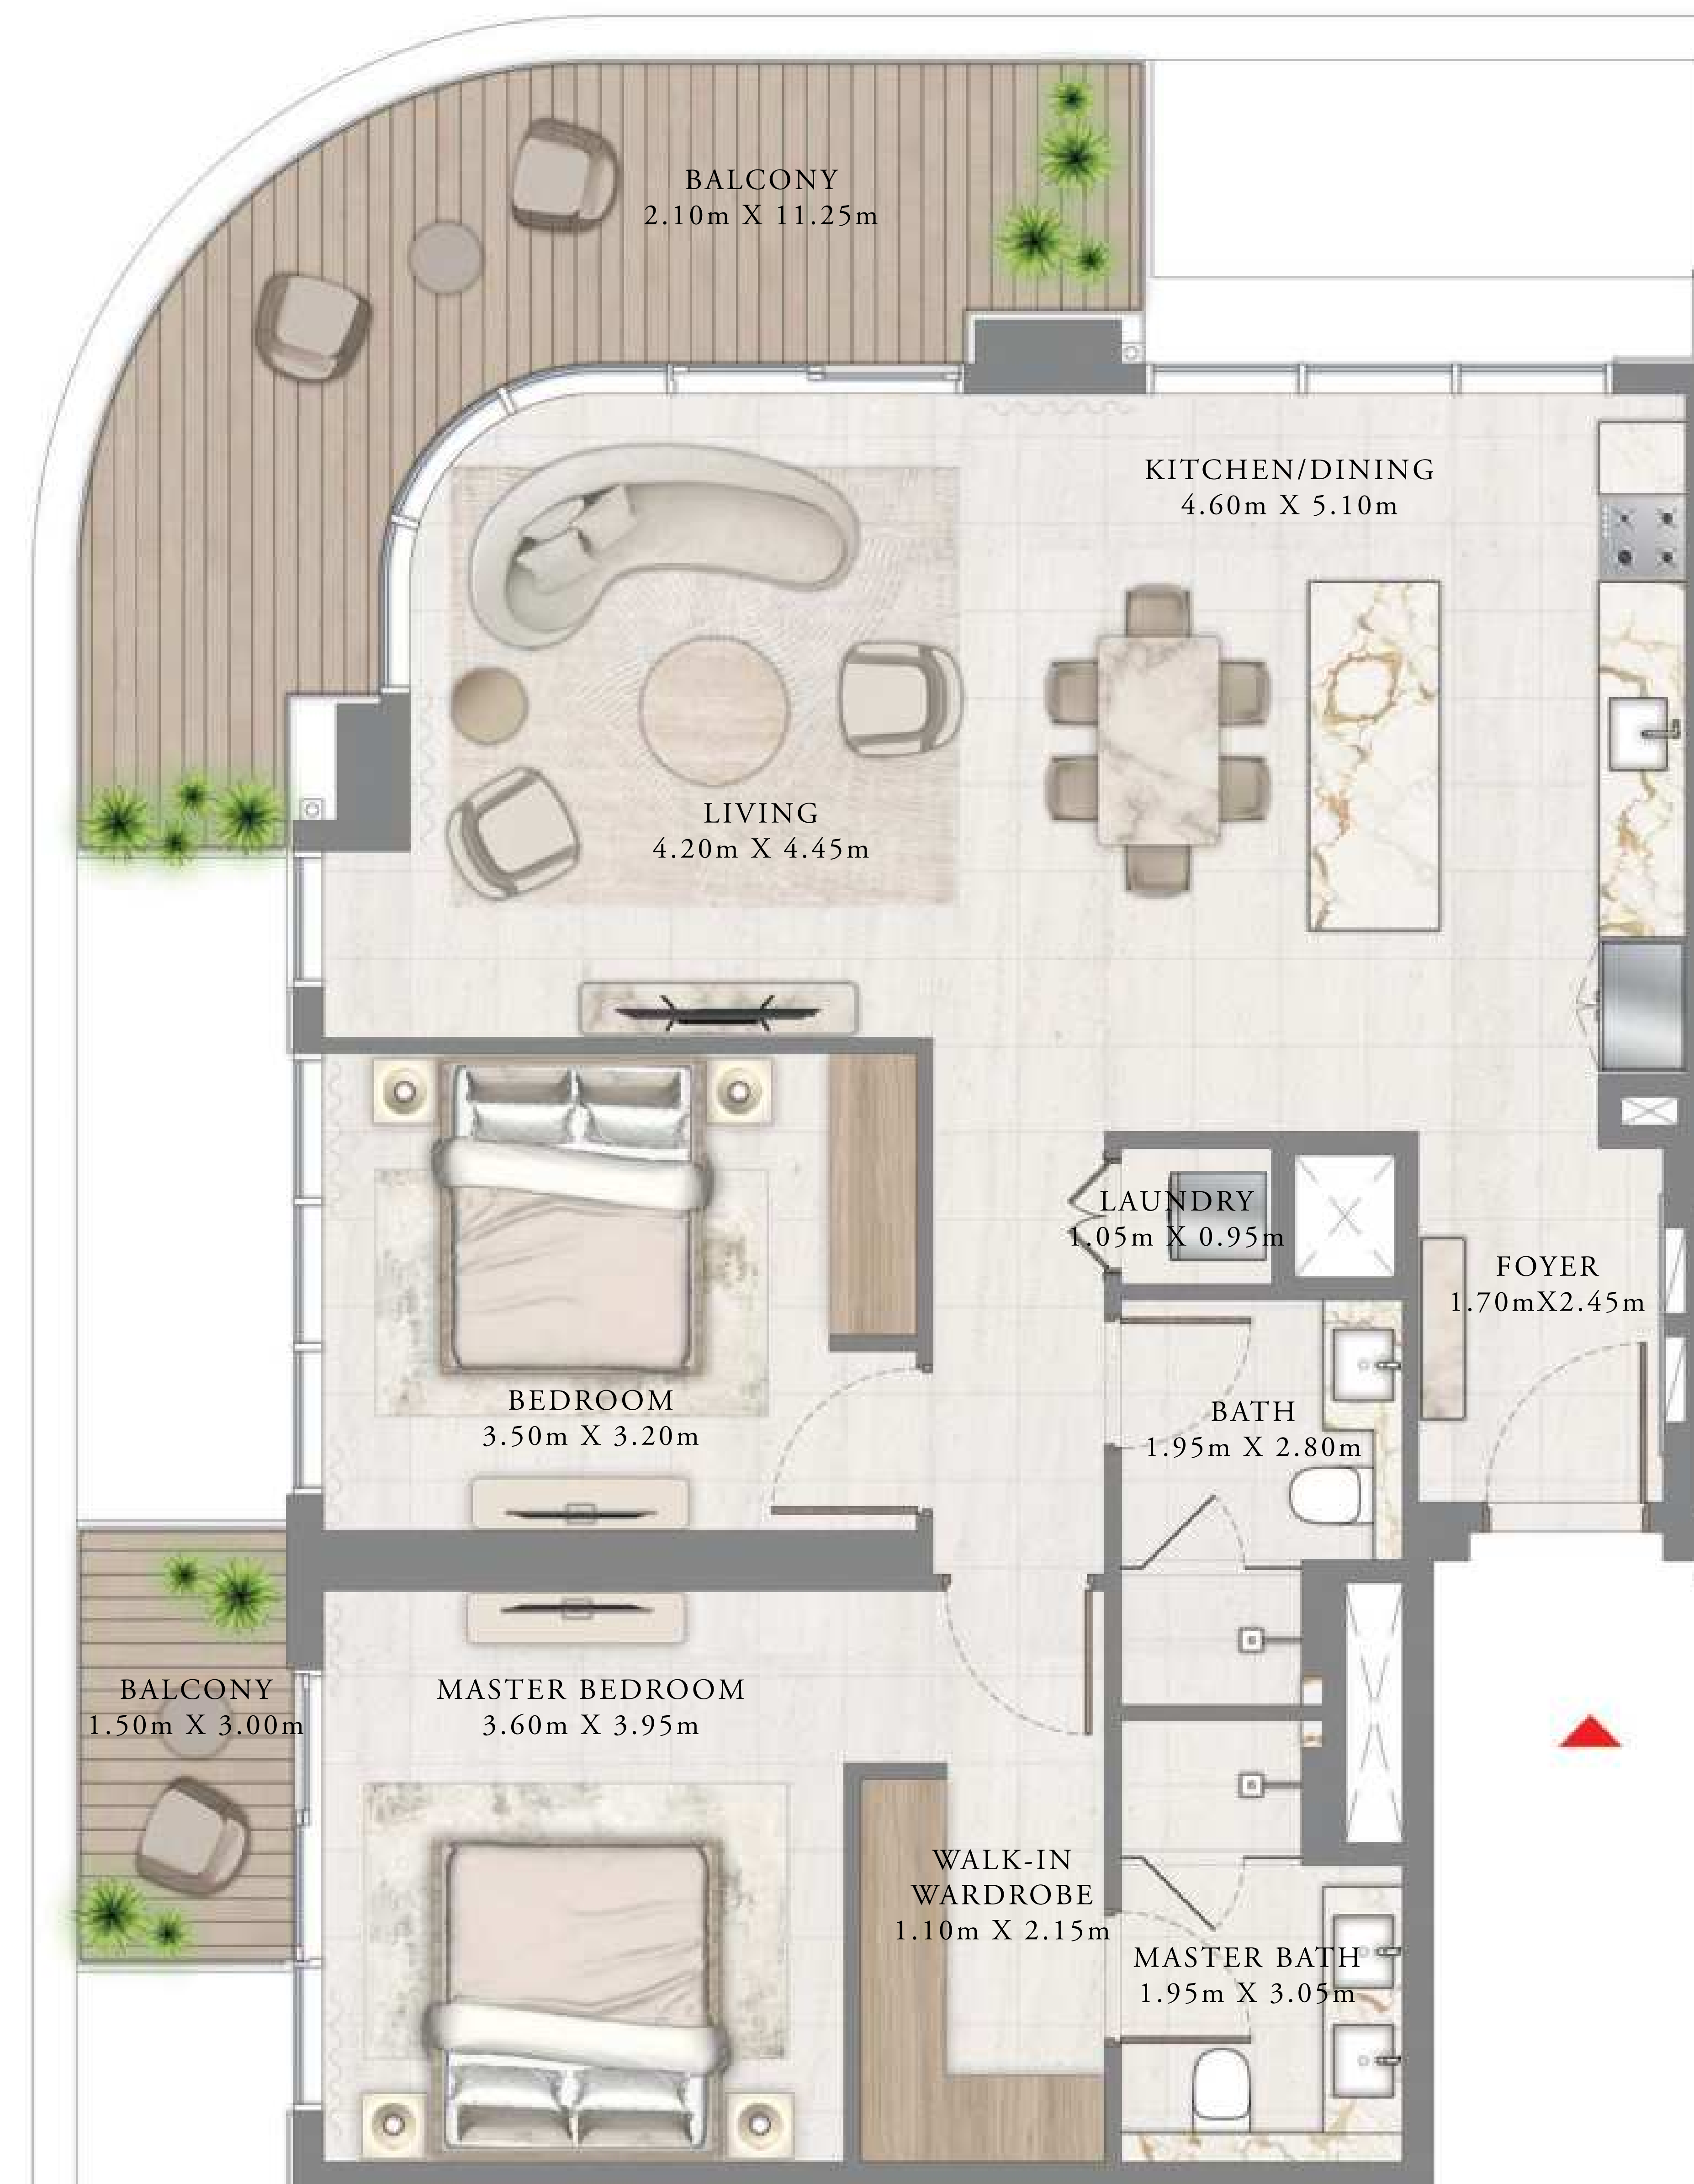 BALCONY
2.10m X 11.25m
KITCHEN/DINING
4.60m X 5.10m
LIVING
4.20m X 4.45m
LAUNDRY
1.05m X 0.95m
FOYER
1.70mX2.45m
BEDROOM
3.50m X 3.20m
BATH
1.95m X 2.80m
BALCONY
1.50m X 3.00m
MASTER BEDROOM
3.60m X 3.95m
WALK-IN
WARDROBE
1.10m X 2.15m
MASTER BATH
1.95m X 3.05m